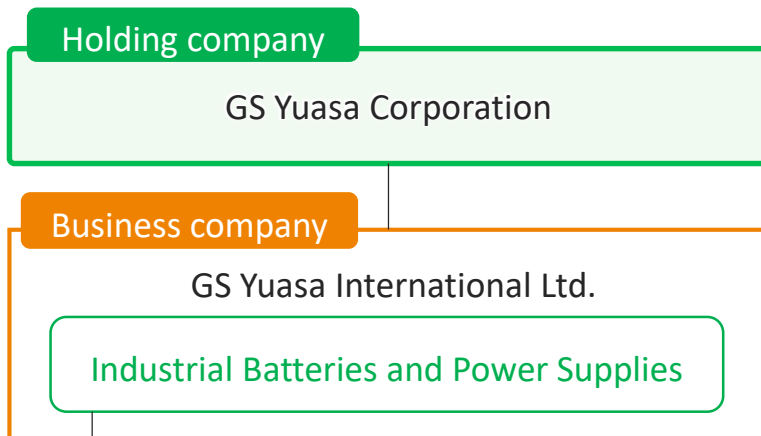 Holding company
GS Yuasa Corporation
Business company
GS Yuasa International Ltd.
Industrial Batteries and Power Supplies